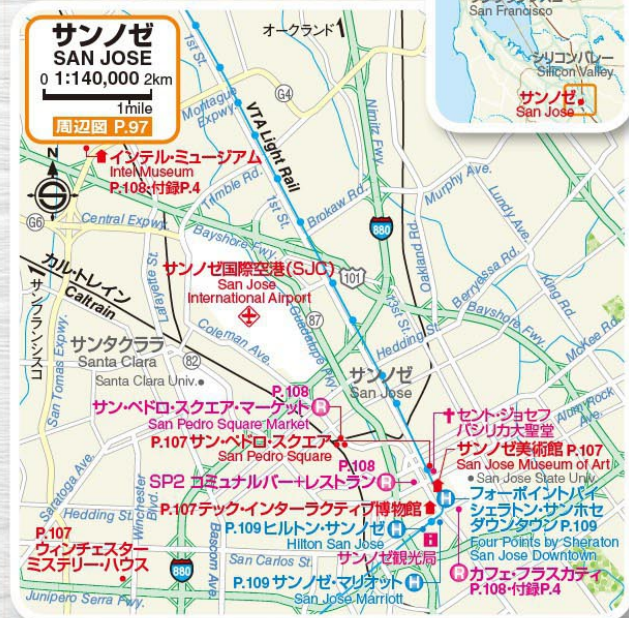 サンノゼ
SAN JOSE
0 1:140,000 2km
1mile
周辺図 P.97
オークランド
San Francisco
シリコンバレー
Silicon Valley
サンノゼ
San Jose
1st St.
G4
Montague Expwy.
VTA Light Rail
Nimitz Fwy.
N
インテル・ミュージアム
Intel Museum
P.108・付録P.4
Trimble Rd.
1st St.
Brokaw Rd.
Murphy Ave.
Lundy Ave.
880
Oakland Rd.
G6
Central Expwy.
Bayshore Fwy.
Berryessa Rd.
King Rd.
カル・トレイン
Caltrain
サンフランシスコ
Lafayette St.
サンノゼ国際空港(SJC)
San Jose
International Airport
101
87
Guadalupe Pkwy.
13st St.
Hedding St.
Bayshore Fwy.
McKee Rd.
Coleman Ave.
サンタクララ
Santa Clara
82
Santa Clara Univ.
San Tomas Expwy.
サンノゼ
San Jose
P.108
サン・ペドロ・スクエア・マーケット R
San Pedro Square Market
セント・ジョセフ
バシリカ大聖堂
Alum Rock Ave.
P.107 サン・ペドロ・スクエア
San Pedro Square
サンノゼ美術館 P.107
San Jose Museum of Art
San Jose State Univ.
P.108
SP2 コミュナルバー+レストラン R
Saratoga Ave.
Winchester Blvd.
P.107 テック・インターラクティブ博物館
H フォーポイントバイ
シェラトン・サンホセ
ダウンタウン P.109
Four Points by Sheraton
San Jose Downtown
Hedding St.
P.109 ヒルトン・サンノゼ H
Hilton San Jose
サンノゼ観光局
P.107
ウィンチェスター
ミステリー・ハウス
Bascom Ave.
San Carlos St.
R カフェ・フラスカティ
P.108・付録P.4
880
P.109 サンノゼ・マリオット H
San Jose Marriott
Junipero Serra Fwy.